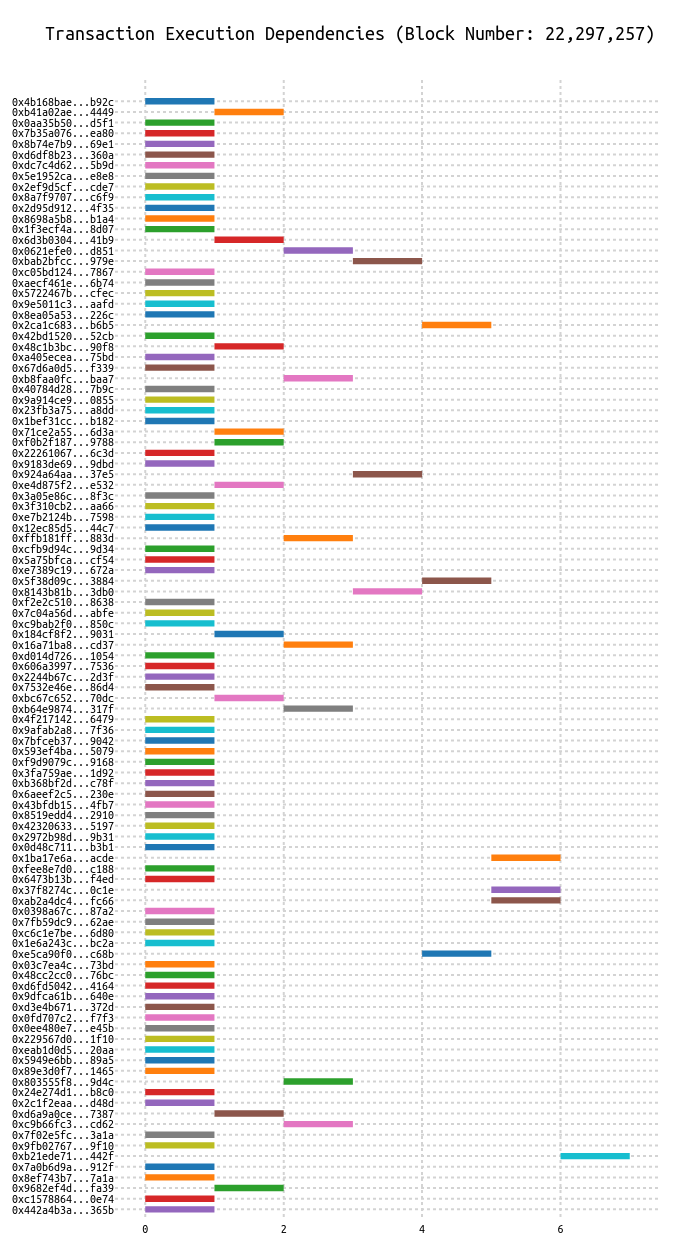 Transaction Execution Dependencies (Block Number: 22,297,257)
0x4b168bae...b92c
0xb41a02ae...4449
0x0aa35b50...d5f1
0x7b35a076...ea80
0x8b74e7b9...69e1
0xd6df8b23...360a
0xdc7c4d62...5b9d
0x5e1952ca...e8e8
0x2ef9d5cf...cde7
0x8a7f9707...c6f9
0x2d95d912...4f35
0x8698a5b8...b1a4
0x1f3ecf4a...8d07
0x6d3b0304...41b9
0x0621efe0...d851
0xbab2bfcc...979e
0xc05bd124...7867
0xaecf461e...6b74
0x5722467b...cfec
0x9e5011c3...aafd
0x8ea05a53...226c
0x2ca1c683...b6b5
0x42bd1520...52cb
0x48c1b3bc...90f8
0xa405ecea...75bd
0x67d6a0d5...f339
0xb8faa0fc...baa7
0x40784d28...7b9c
0x9a914ce9...0855
0x23fb3a75...a8dd
0x1bef31cc...b182
0x71ce2a55...6d3a
0xf0b2f187...9788
0x22261067...6c3d
0x9183de69...9dbd
0x924a64aa...37e5
0xe4d875f2...e532
0x3a05e86c...8f3c
0x3f310cb2...aa66
0xe7b2124b...7598
0x12ec85d5...44c7
0xffb181ff...883d
0xcfb9d94c...9d34
0x5a75bfca...cf54
0xe7389c19...672a
0x5f38d09c...3884
0x8143b81b...3db0
0xf2e2c510...8638
0x7c04a56d...abfe
0xc9bab2f0...850c
0x184cf8f2...9031
0x16a71ba8...cd37
0xd014d726...1054
0x606a3997...7536
0x2244b67c...2d3f
0x7532e46e...86d4
0xbc67c652...70dc
0xb64e9874...317f
0x4f217142...6479
0x9afab2a8...7f36
0x7bfceb37...9042
0x593ef4ba...5079
0xf9d9079c...9168
0x3fa759ae...1d92
0xb368bf2d...c78f
0x6aeef2c5...230e
0x43bfdb15...4fb7
0x8519edd4...2910
0x42320633...5197
0x2972b98d...9b31
0x0d48c711...b3b1
0x1ba17e6a...acde
0xfee8e7d0...c188
0x6473b13b...f4ed
0x37f8274c...0c1e
0xab2a4dc4...fc66
0x0398a67c...87a2
0x7fb59dc9...62ae
0xc6c1e7be...6d80
0x1e6a243c...bc2a
0xe5ca90f0...c68b
0x03c7ea4c...73bd
0x48cc2cc0...76bc
0xd6fd5042...4164
0x9dfca61b...640e
0xd3e4b671...372d
0x0fd707c2...f7f3
0x0ee480e7...e45b
0x229567d0...1f10
0xeab1d0d5...20aa
0x5949e6bb...89a5
0x89e3d0f7...1465
0x803555f8...9d4c
0x24e274d1...b8c0
0x2c1f2eaa...d48d
0xd6a9a0ce...7387
0xc9b66fc3...cd62
0x7f02e5fc...3a1a
0x9fb02767...9f10
0xb21ede71...442f
0x7a0b6d9a...912f
0x8ef743b7...7a1a
0x9682ef4d...fa39
0xc1578864...0e74
0x442a4b3a...365b
0 2 4 6